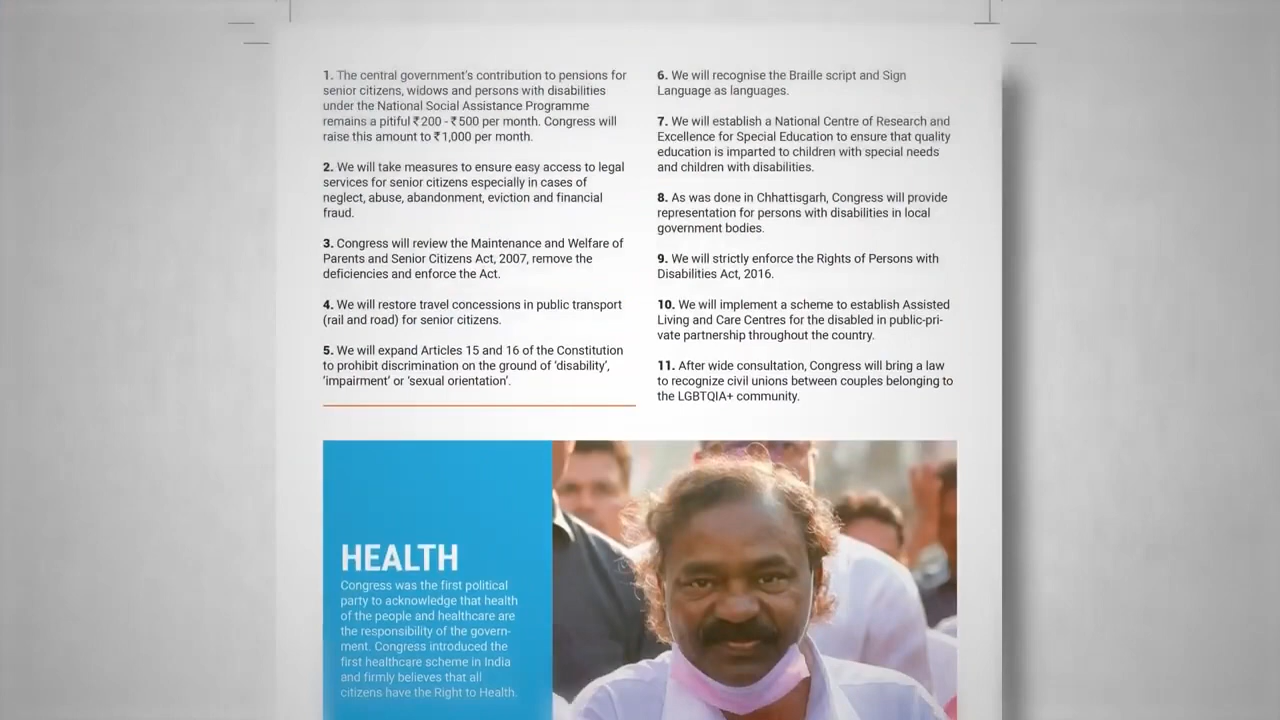 1. The central government's contribution to pensions for
senior citizens, widows and persons with disabilities
under the National Social Assistance Programme
remains a pitiful ₹200 - ₹500 per month. Congress will
raise this amount to ₹1,000 per month.
2. We will take measures to ensure easy access to legal
services for senior citizens especially in cases of
neglect, abuse, abandonment, eviction and financial
fraud.
3. Congress will review the Maintenance and Welfare of
Parents and Senior Citizens Act, 2007, remove the
deficiencies and enforce the Act.
4. We will restore travel concessions in public transport
(rail and road) for senior citizens.
5. We will expand Articles 15 and 16 of the Constitution
to prohibit discrimination on the ground of 'disability',
'impairment' or 'sexual orientation'.
6. We will recognise the Braille script and Sign
Language as languages.
7. We will establish a National Centre of Research and
Excellence for Special Education to ensure that quality
education is imparted to children with special needs
and children with disabilities.
8. As was done in Chhattisgarh, Congress will provide
representation for persons with disabilities in local
government bodies.
9. We will strictly enforce the Rights of Persons with
Disabilities Act, 2016.
10. We will implement a scheme to establish Assisted
Living and Care Centres for the disabled in public-pri-
vate partnership throughout the country.
11. After wide consultation, Congress will bring a law
to recognize civil unions between couples belonging to
the LGBTQIA+ community.
HEALTH
Congress was the first political
party to acknowledge that health
of the people and healthcare are
the responsibility of the govern-
ment. Congress introduced the
first healthcare scheme in India
and firmly believes that all
citizens have the Right to Health.